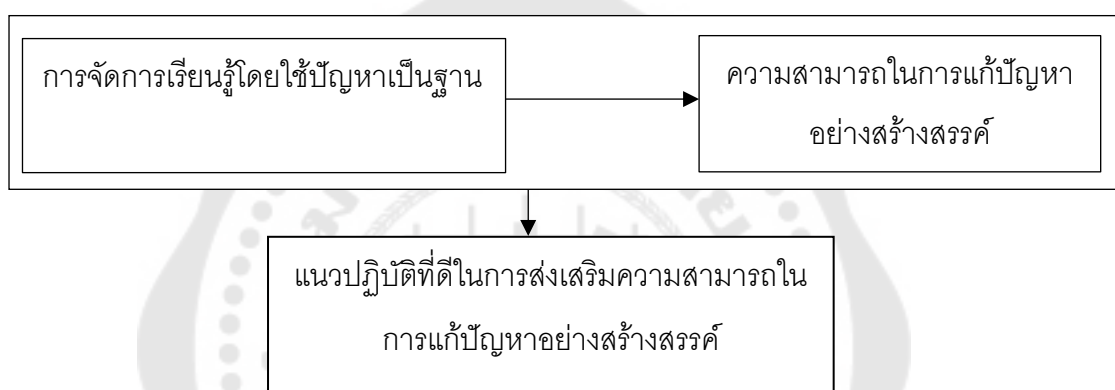 การจัดการเรียนรู้โดยใช้ปัญหาเป็นฐาน
ความสามารถในการแก้ปัญหา
อย่างสร้างสรรค์
แนวปฏิบัติที่ดีในการส่งเสริมความสามารถใน
การแก้ปัญหาอย่างสร้างสรรค์